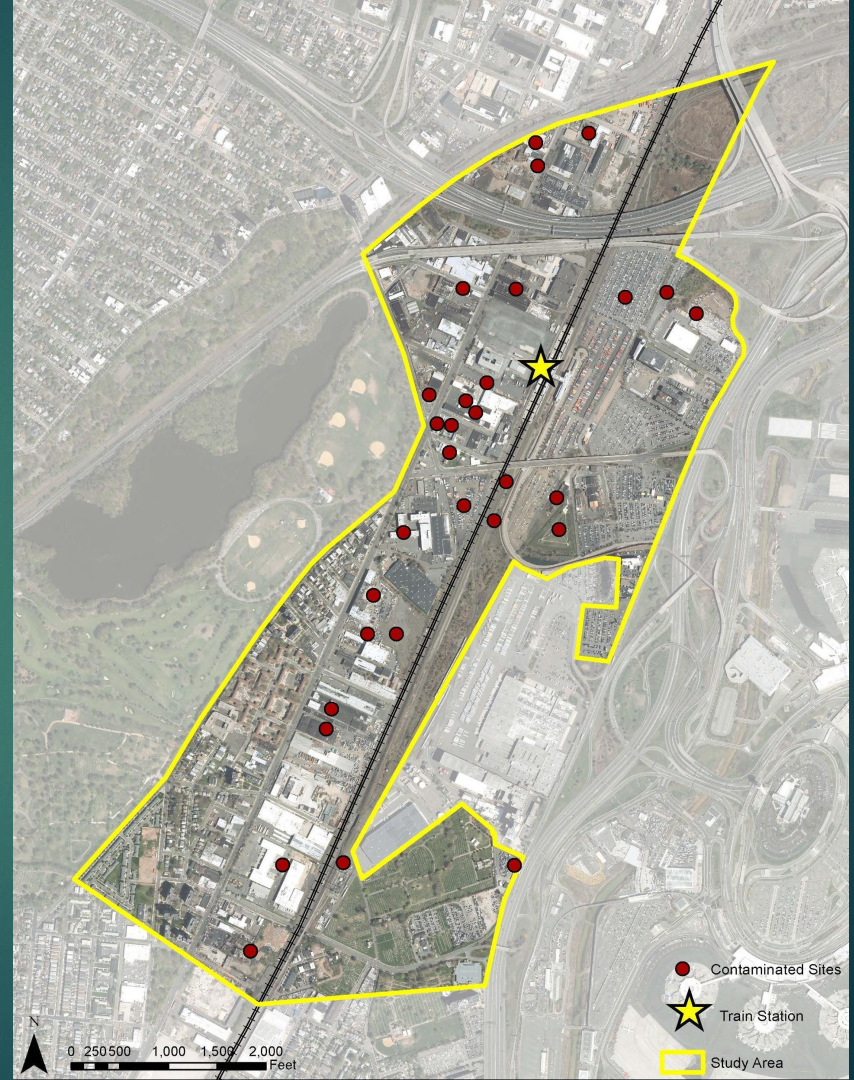 Contaminated Sites
Train Station
Study Area
N
0 250 500 1,000 1,500 2,000
Feet